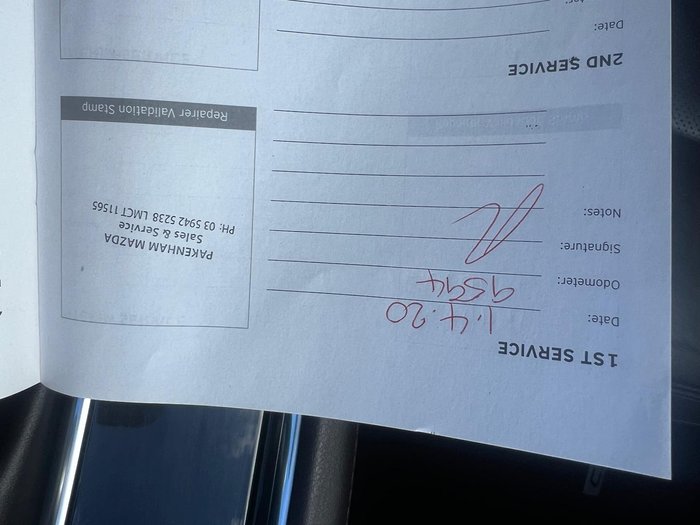 1ST SERVICE
Date: 1.4.20
Odometer: 9594
Signature:
Notes:
PAKENHAM MAZDA
Sales & Service
PH: 03 5942 5238 LMCT 11565
Repairer Validation Stamp
2ND SERVICE
Date: